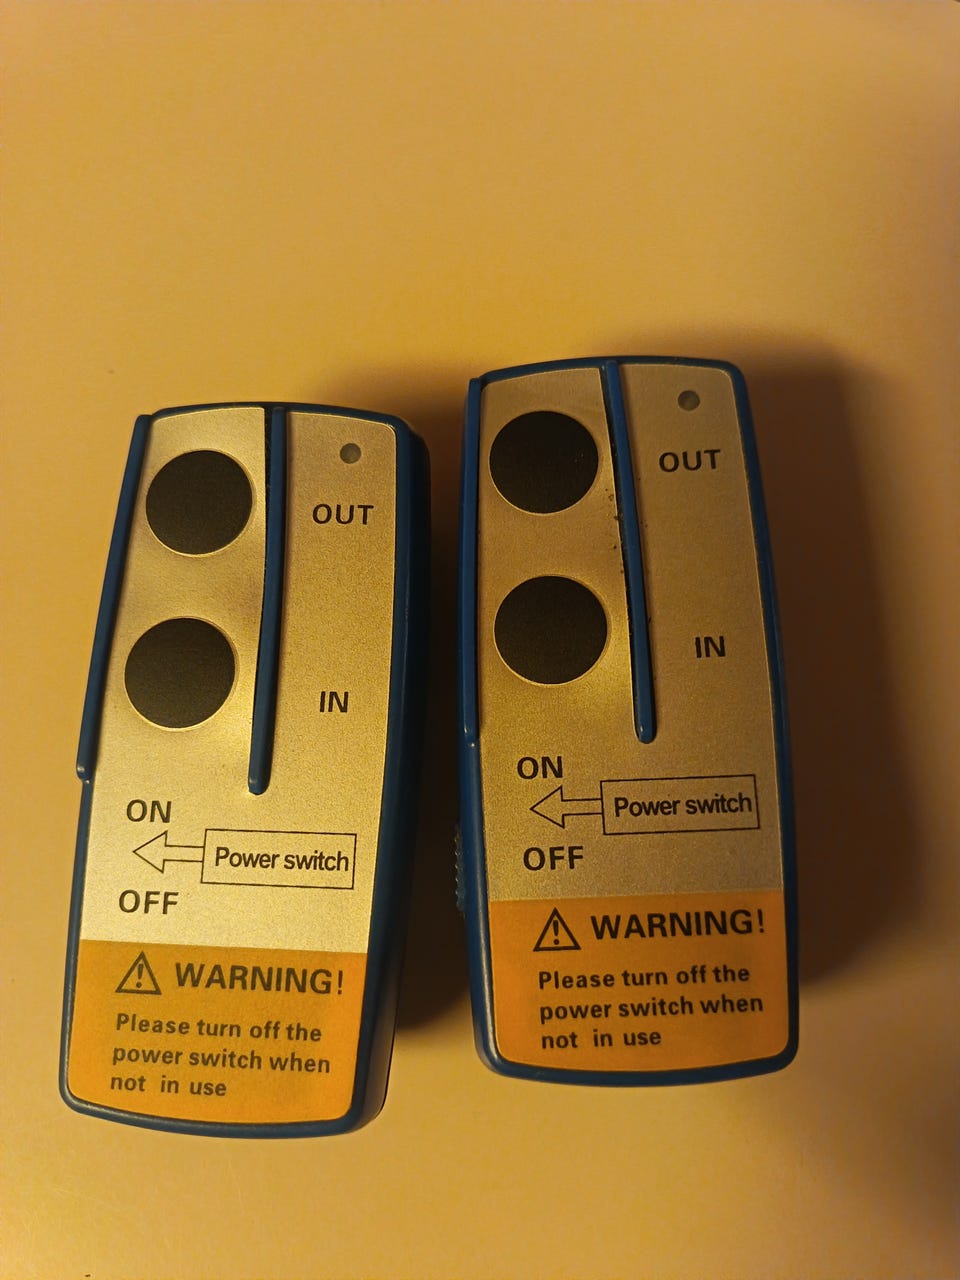 OUT
IN
ON
Power switch
OFF
WARNING!
Please turn off the
power switch when
not in use
OUT
IN
ON
Power switch
OFF
WARNING!
Please turn off the
power switch when
not in use